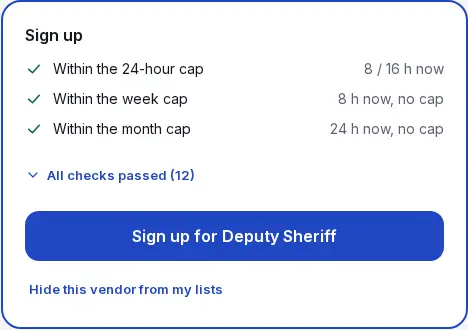 Sign up
Within the 24-hour cap 8 / 16 h now
Within the week cap 8 h now, no cap
Within the month cap 24 h now, no cap
All checks passed (12)
Sign up for Deputy Sheriff
Hide this vendor from my lists